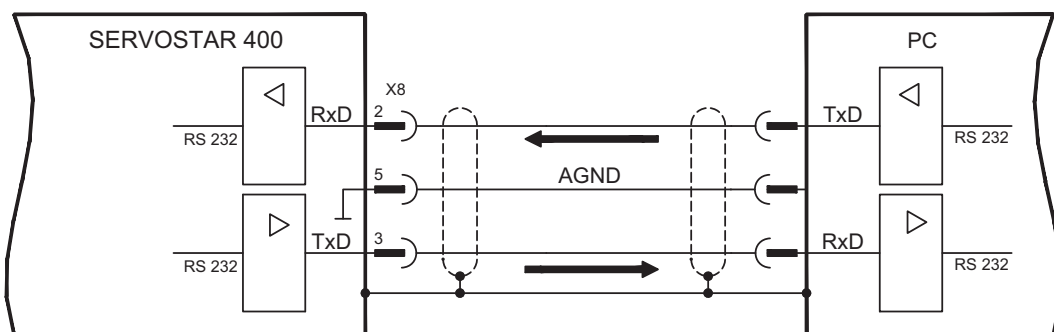 SERVOSTAR 400
PC
X8
RxD
2
TxD
RS 232
RS 232
5
AGND
TxD
3
RxD
RS 232
RS 232